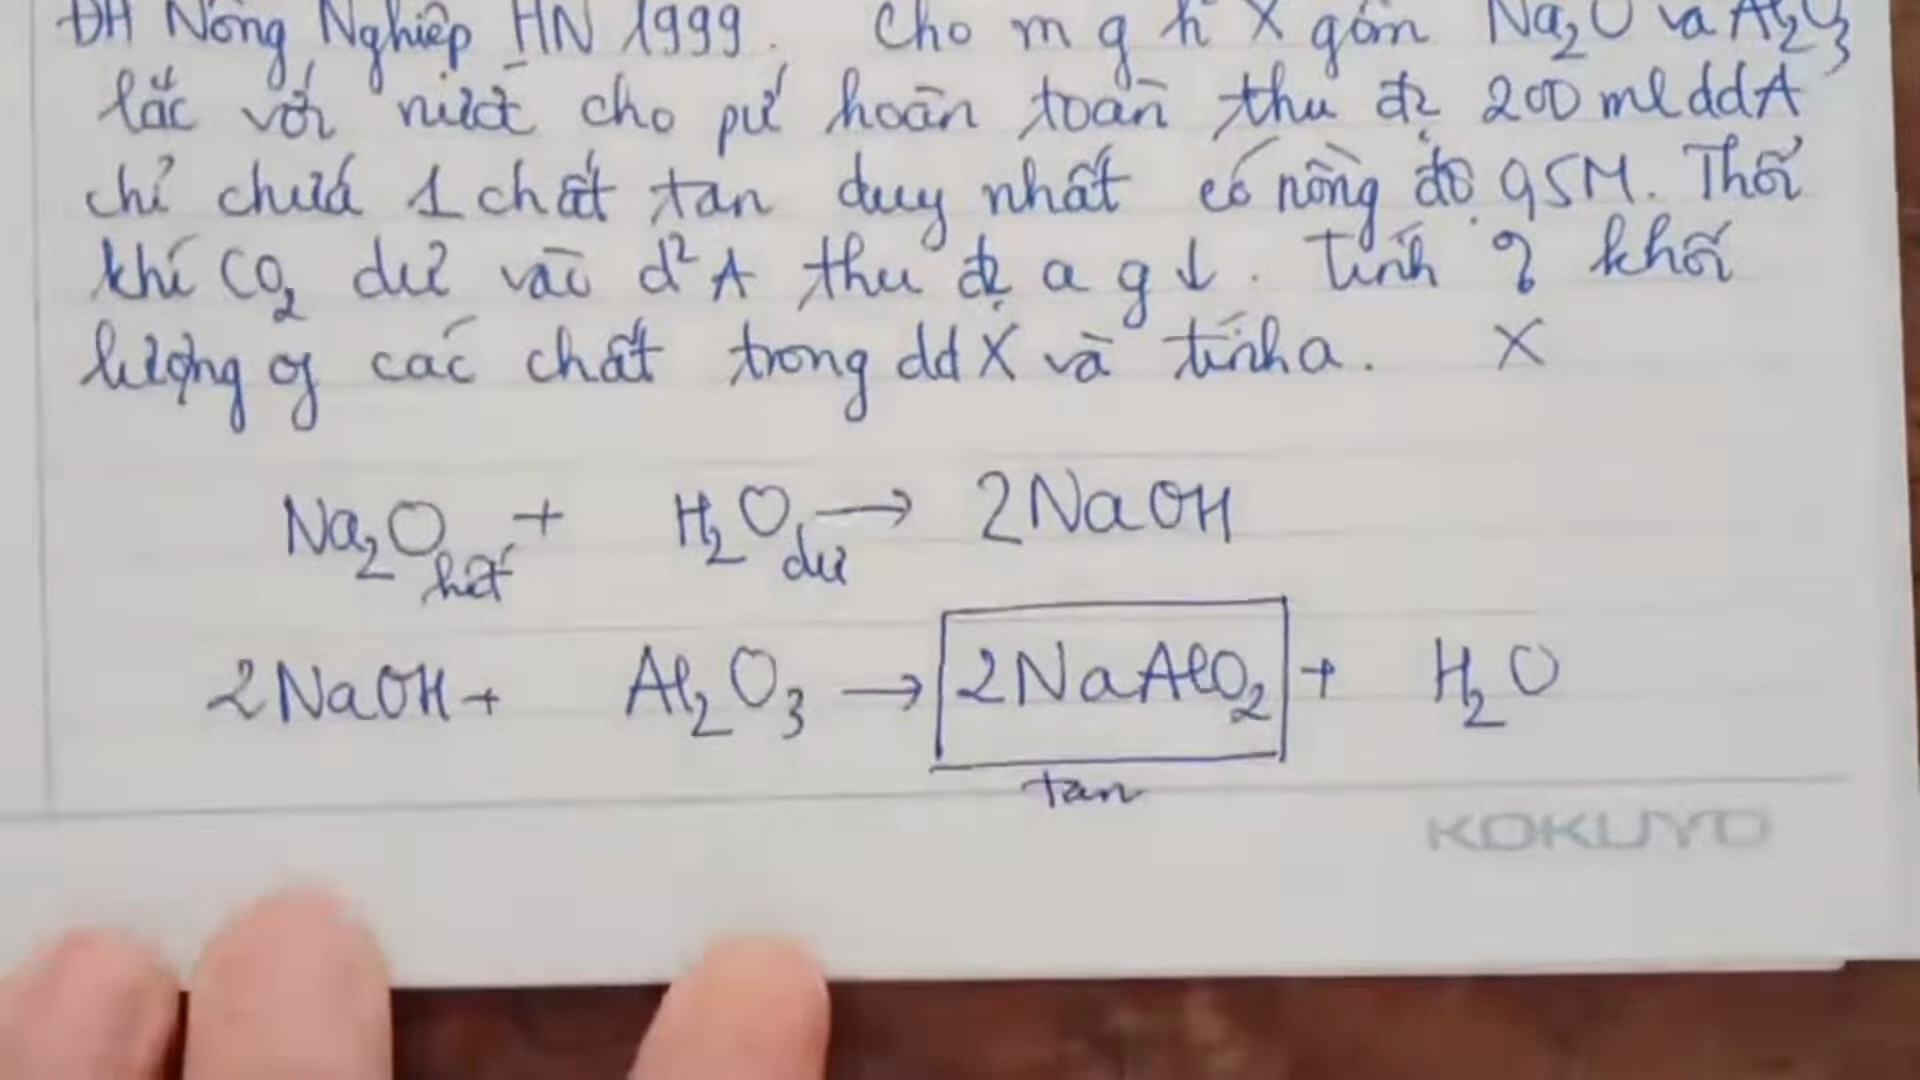 ĐH Nông Nghiệp HN 1999. Cho m g h² X gồm Na₂O và Al₂O₃
lắc với nước cho pứ hoàn toàn thu đc 200 ml dd A
chỉ chứa 1 chất tan duy nhất có nồng độ 0,5M. Thổi
khí CO₂ dư vào d² A thu đc a g ↓. Tính % khối
lượng of các chất trong dd X và tính a. X
Na₂O hết + H₂O dư → 2NaOH
2NaOH + Al₂O₃ → 2NaAlO₂ + H₂O
tan
KOKUYO